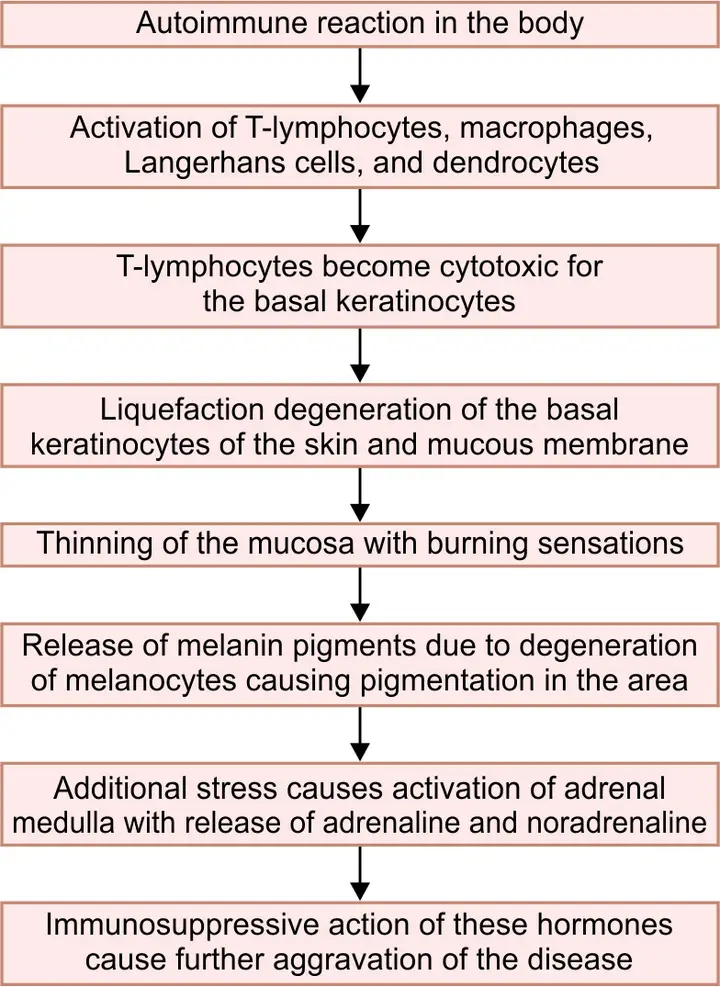 Autoimmune reaction in the body
Activation of T-lymphocytes, macrophages,
Langerhans cells, and dendrocytes
T-lymphocytes become cytotoxic for
the basal keratinocytes
Liquefaction degeneration of the basal
keratinocytes of the skin and mucous membrane
Thinning of the mucosa with burning sensations
Release of melanin pigments due to degeneration
of melanocytes causing pigmentation in the area
Additional stress causes activation of adrenal
medulla with release of adrenaline and noradrenaline
Immunosuppressive action of these hormones
cause further aggravation of the disease